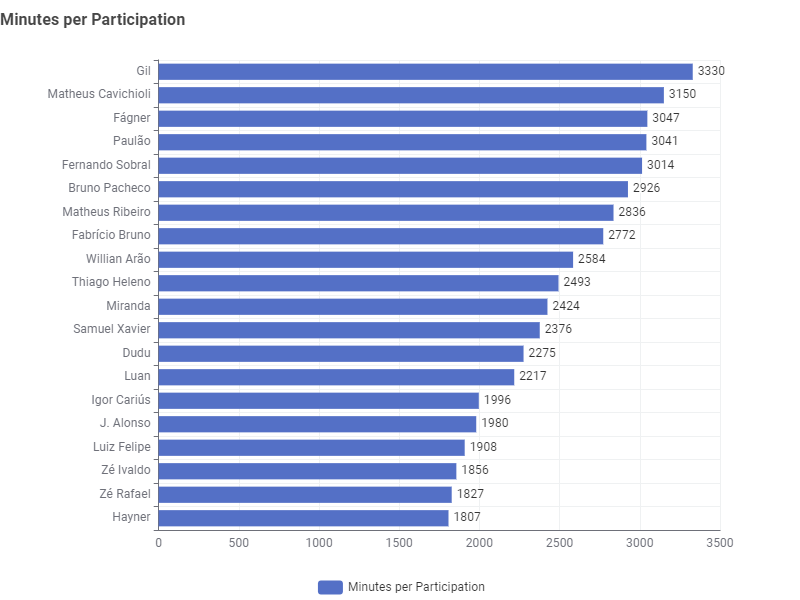 Minutes per Participation
Gil 3330
Matheus Cavichioli 3150
Fágner 3047
Paulão 3041
Fernando Sobral 3014
Bruno Pacheco 2926
Matheus Ribeiro 2836
Fabrício Bruno 2772
Willian Arão 2584
Thiago Heleno 2493
Miranda 2424
Samuel Xavier 2376
Dudu 2275
Luan 2217
Igor Cariús 1996
J. Alonso 1980
Luiz Felipe 1908
Zé Ivaldo 1856
Zé Rafael 1827
Hayner 1807
0 500 1000 1500 2000 2500 3000 3500
Minutes per Participation